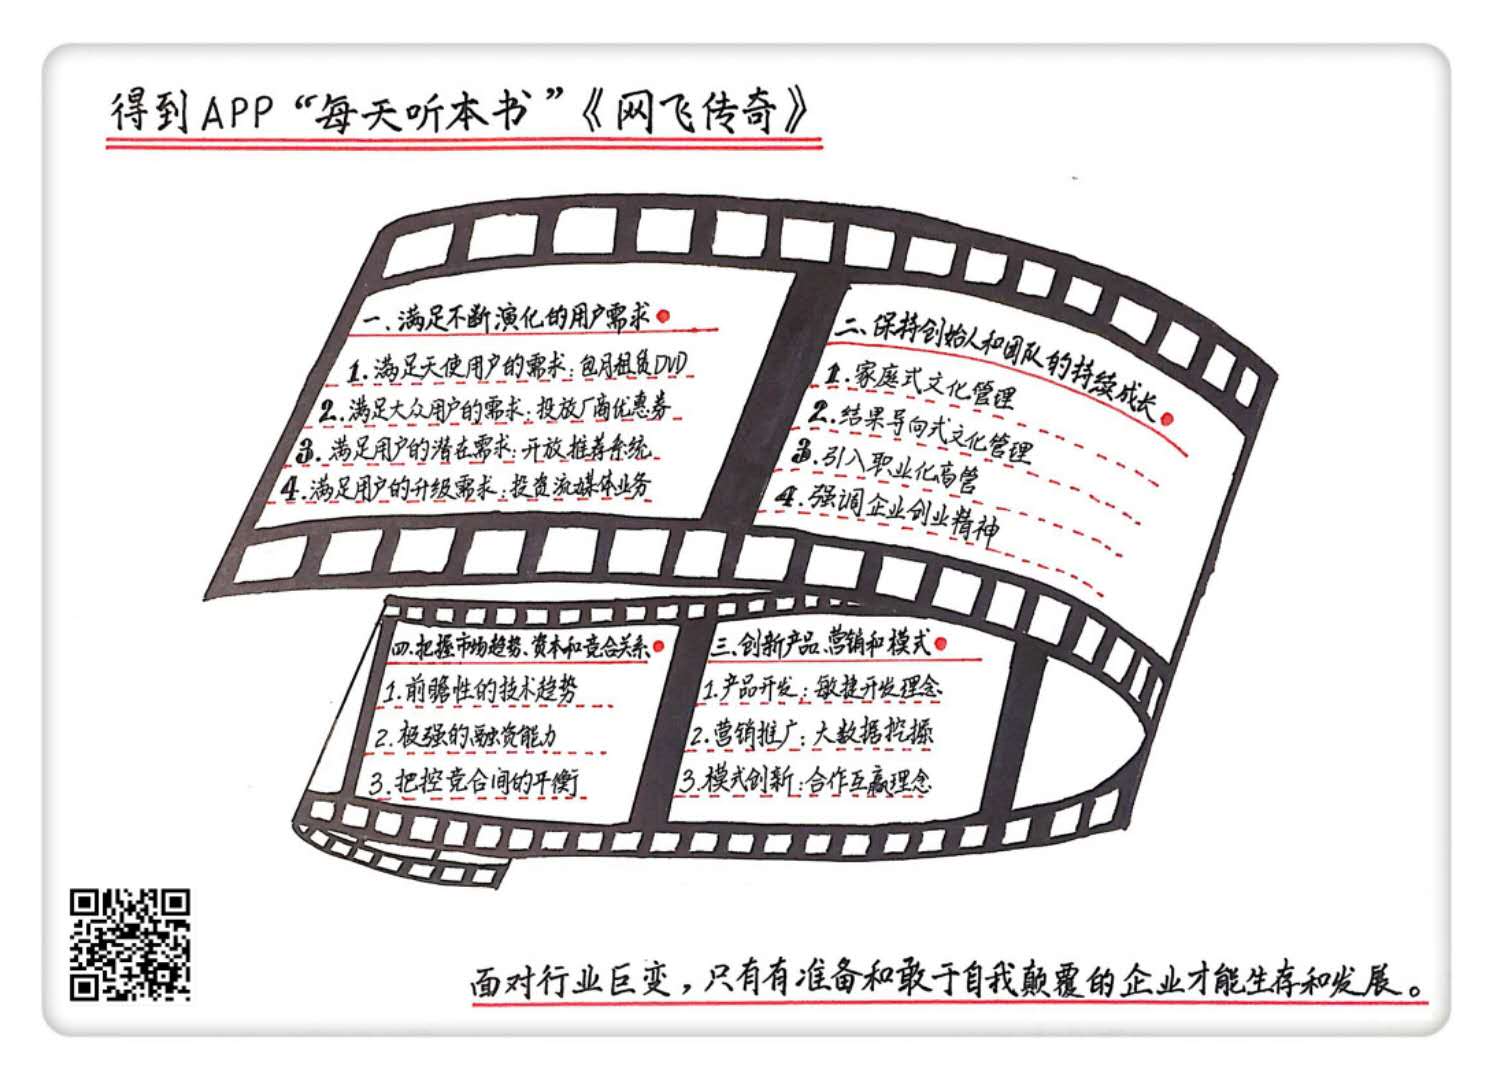 得到APP“每天听本书”《网飞传奇》
一、满足不断演化的用户需求
1.满足天使用户的需求：包月租赁DVD
2.满足大众用户的需求：投放厂商优惠券
3.满足用户的潜在需求：开放推荐系统
4.满足用户的升级需求：投资流媒体业务
二、保持创始人和团队的持续成长
1.家庭式文化管理
2.结果导向式文化管理
3.引入职业化高管
4.强调企业创业精神
三.创新产品、营销和模式
1.产品开发：敏捷开发理念
2.营销推广：大数据挖掘
3.模式创新：合作互赢理念
四.把握市场趋势、资本和竞合关系
1.前瞻性的技术趋势
2.极强的融资能力
3.把控竞合间的平衡
面对行业巨变，只有有准备和敢于自我颠覆的企业才能生存和发展。